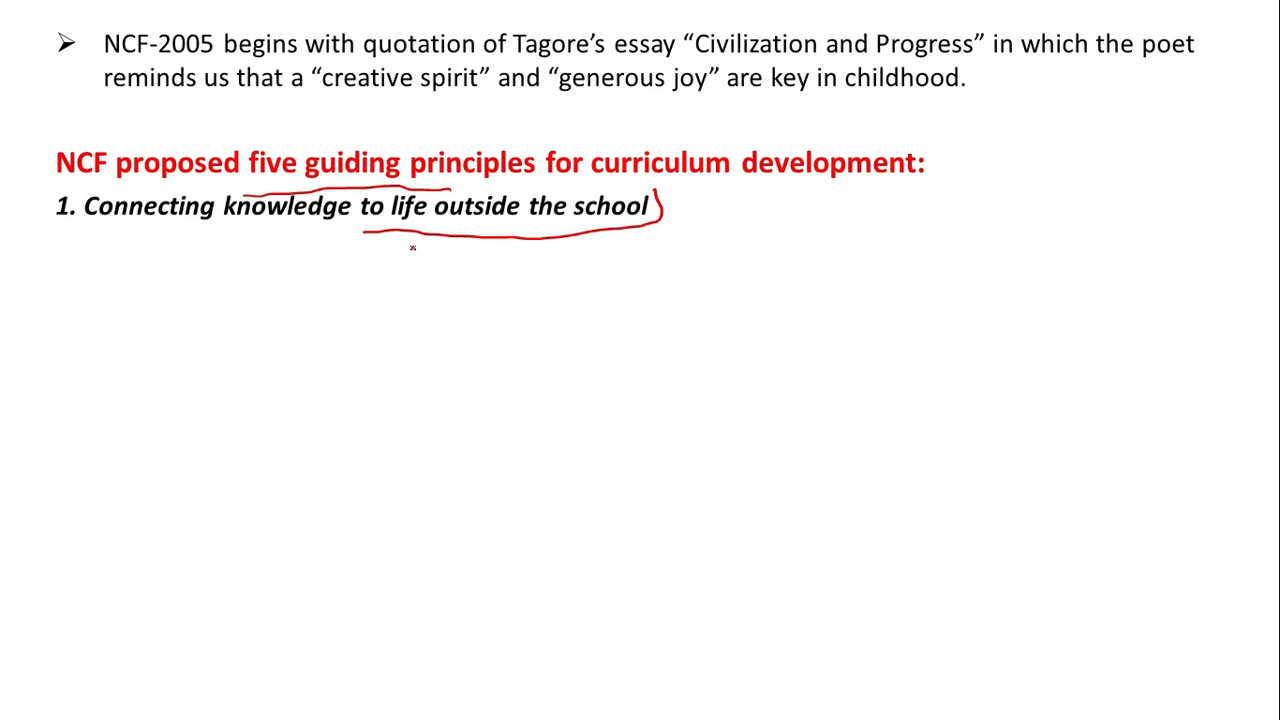 ➢ NCF-2005 begins with quotation of Tagore’s essay “Civilization and Progress” in which the poet
reminds us that a “creative spirit” and “generous joy” are key in childhood.
NCF proposed five guiding principles for curriculum development:
1. Connecting knowledge to life outside the school